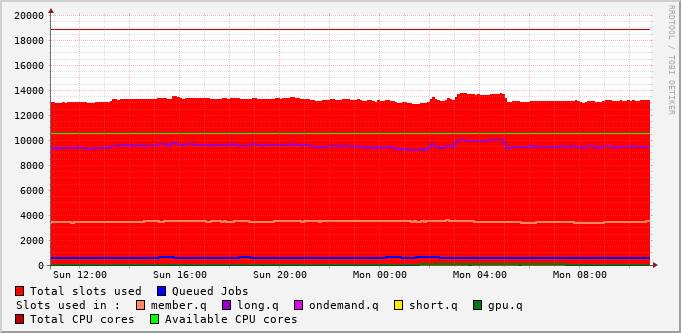 20000
18000
16000
14000
12000
10000
8000
6000
4000
2000
0
Sun 12:00 Sun 16:00 Sun 20:00 Mon 00:00 Mon 04:00 Mon 08:00
Total slots used Queued Jobs
Slots used in : member.q long.q ondemand.q short.q gpu.q
Total CPU cores Available CPU cores
RRDTOOL / TOBI OETIKER